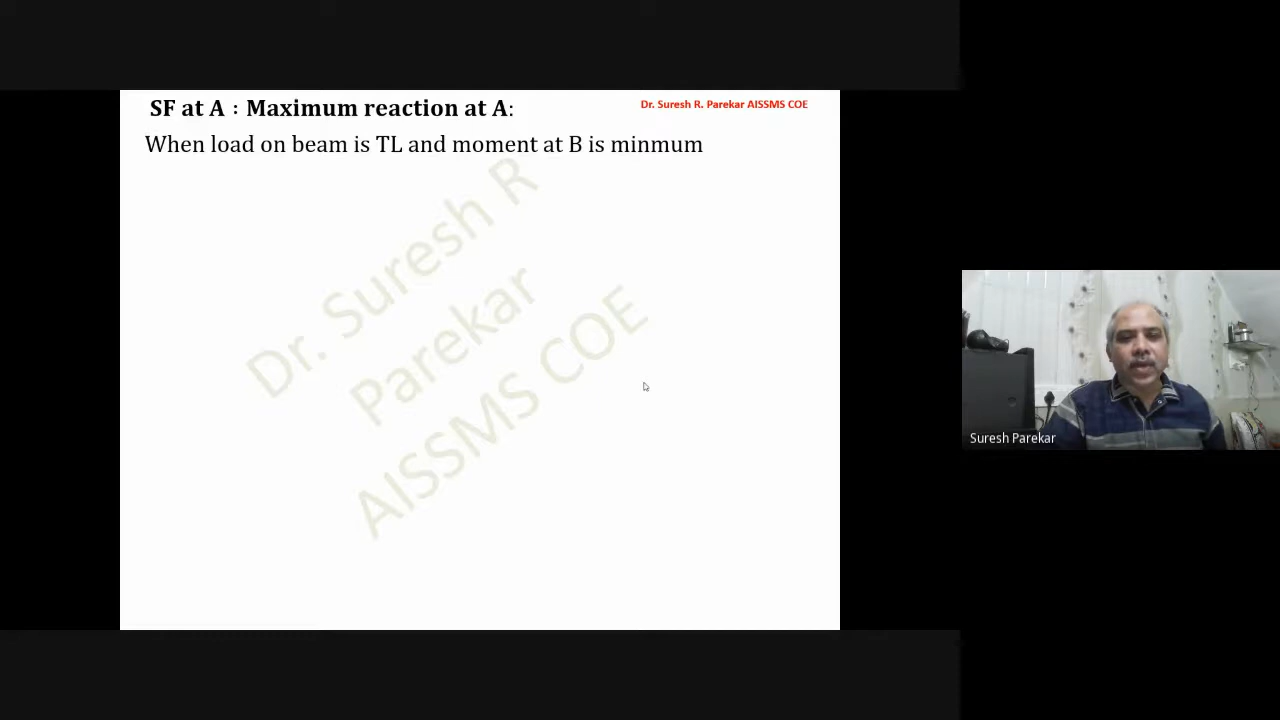 SF at A : Maximum reaction at A:
Dr. Suresh R. Parekar AISSMS COE
When load on beam is TL and moment at B is minmum
Dr. Suresh R
Parekar
AISSMS COE
Suresh Parekar